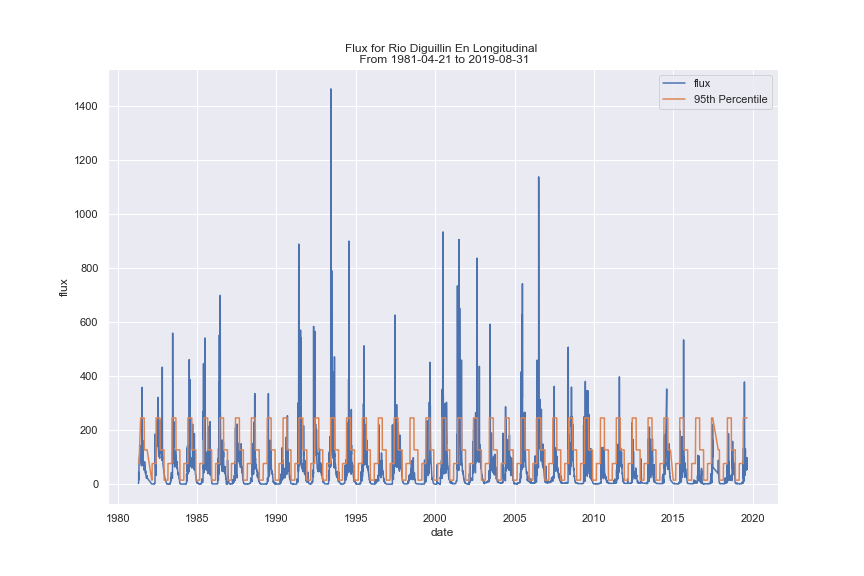 Flux for Rio Diguillin En Longitudinal
From 1981-04-21 to 2019-08-31
flux
95th Percentile
1400
1200
1000
800
600
400
200
0
flux
1980
1985
1990
1995
2000
2005
2010
2015
2020
date